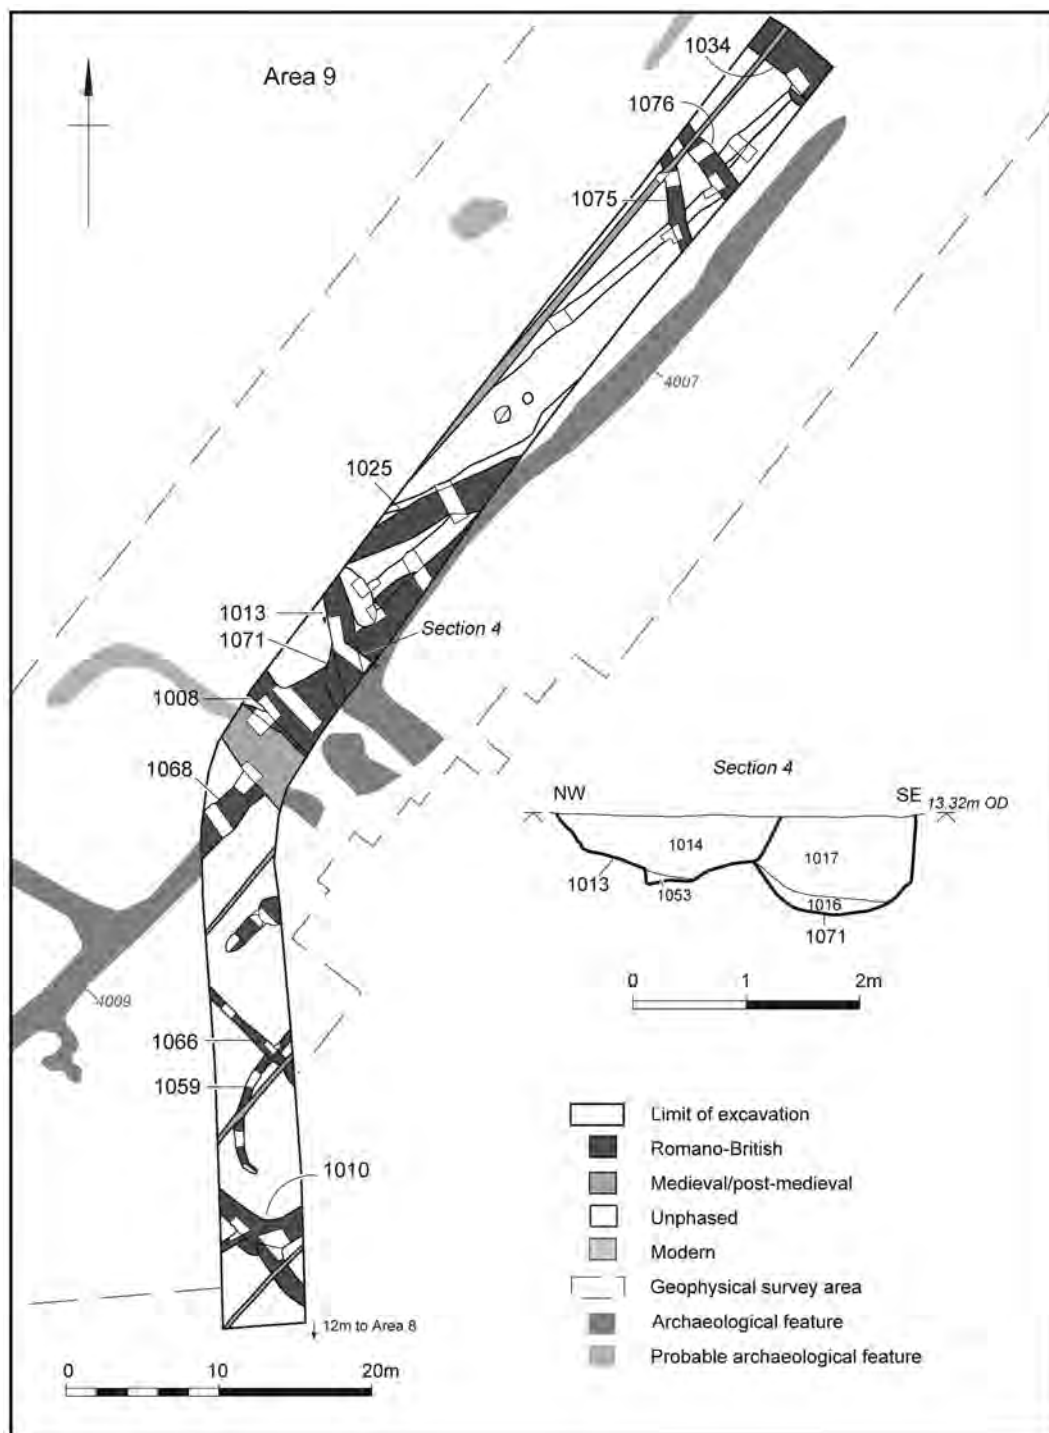 Area 9
1034
1076
1075
4007
1025
1013
Section 4
1071
1008
1068
Section 4
NW
SE
13.32m OD
1014
1017
1013
1053
1016
1071
0 1 2m
4009
1066
1059
1010
12m to Area 8
0 10 20m
Limit of excavation
Romano-British
Medieval/post-medieval
Unphased
Modern
Geophysical survey area
Archaeological feature
Probable archaeological feature